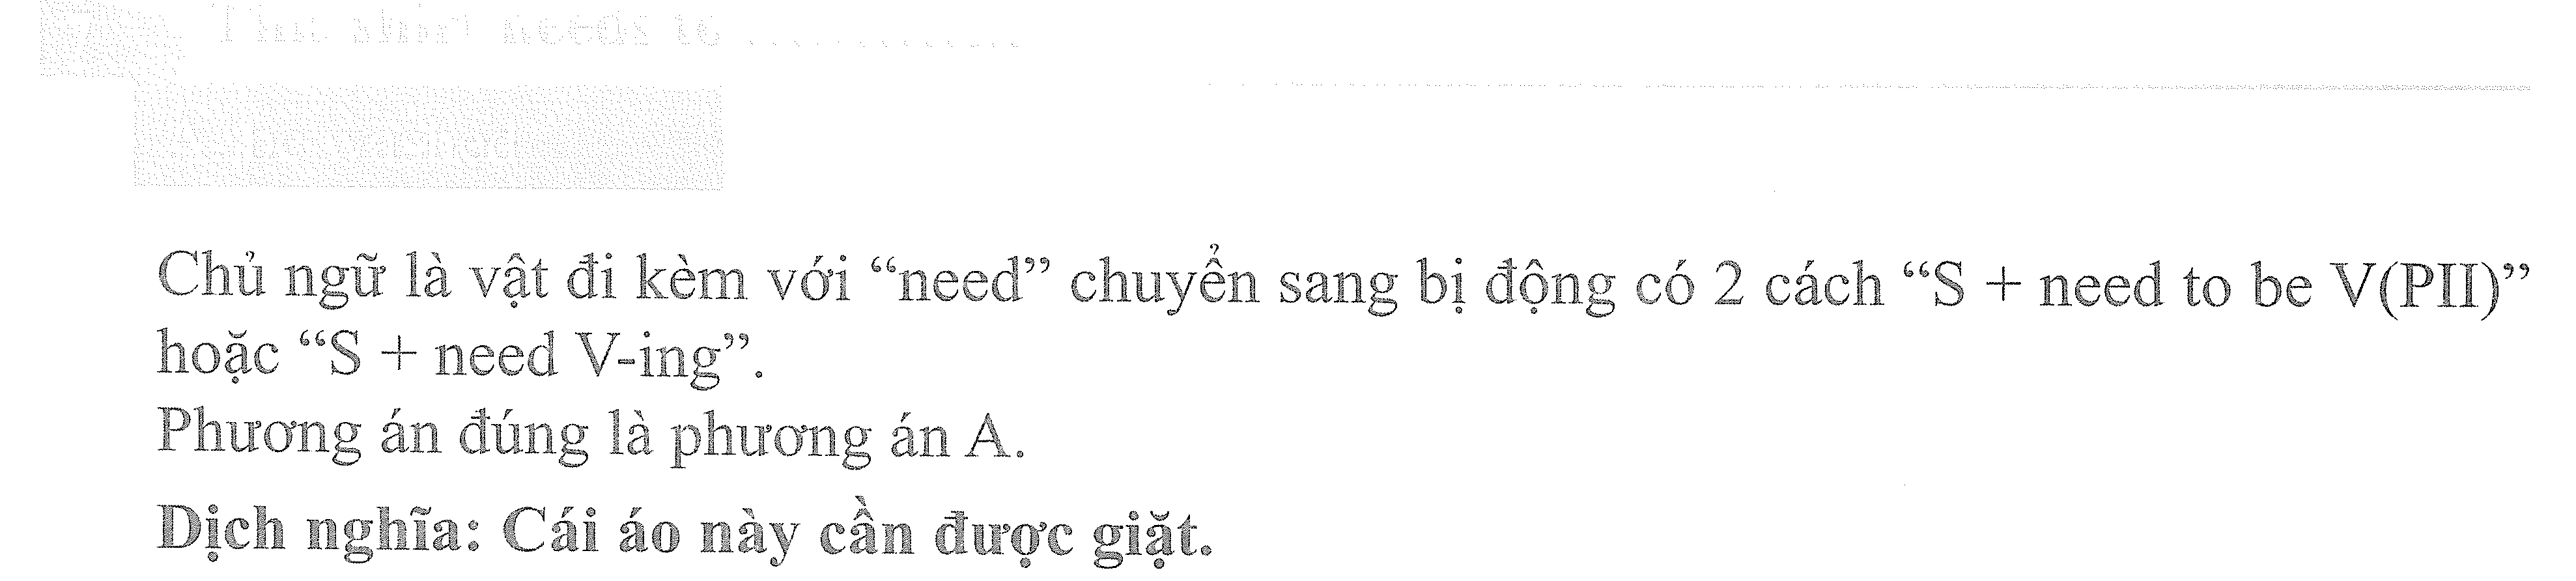 shirt needs to ..............
be washed
Chủ ngữ là vật đi kèm với “need” chuyển sang bị động có 2 cách “S + need to be V(PII)”
hoặc “S + need V-ing”.
Phương án đúng là phương án A.
Dịch nghĩa: Cái áo này cần được giặt.